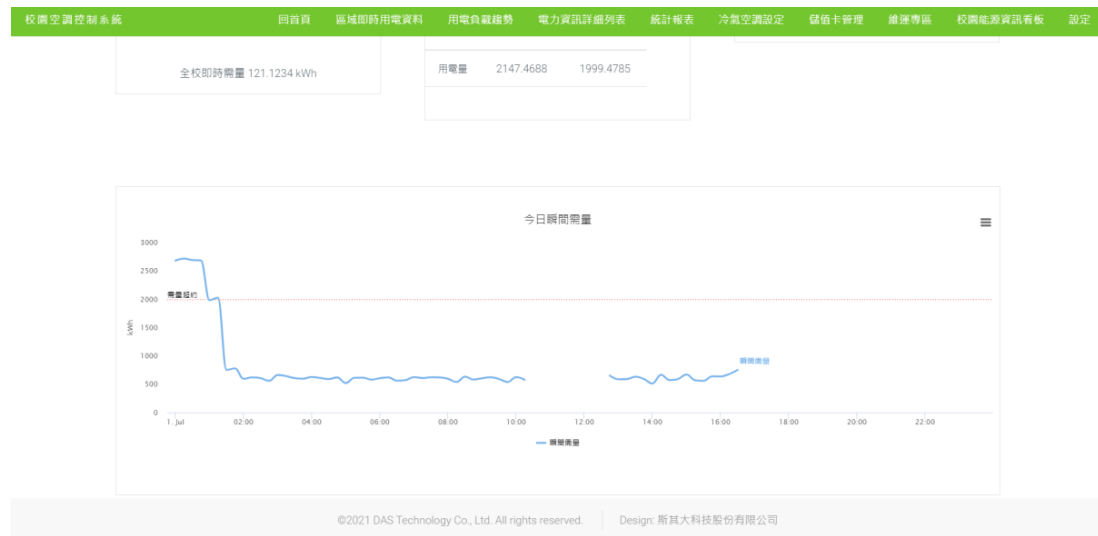 校園空調控制系統 回首頁 區域即時用電資料 用電負載趨勢 電力資訊詳細列表 統計報表 冷氣空調設定 儲值卡管理 維運專區 校園能源資訊看板 設定
全校即時需量 121.1234 kWh
用電量 2147.4688 1999.4785
今日瞬間需量
3000
2500
需量契約
2000
kWh
1500
1000
瞬間需量
500
0
1. Jul 02:00 04:00 06:00 08:00 10:00 12:00 14:00 16:00 18:00 20:00 22:00
瞬間需量
©2021 DAS Technology Co., Ltd. All rights reserved. Design: 斯其大科技股份有限公司